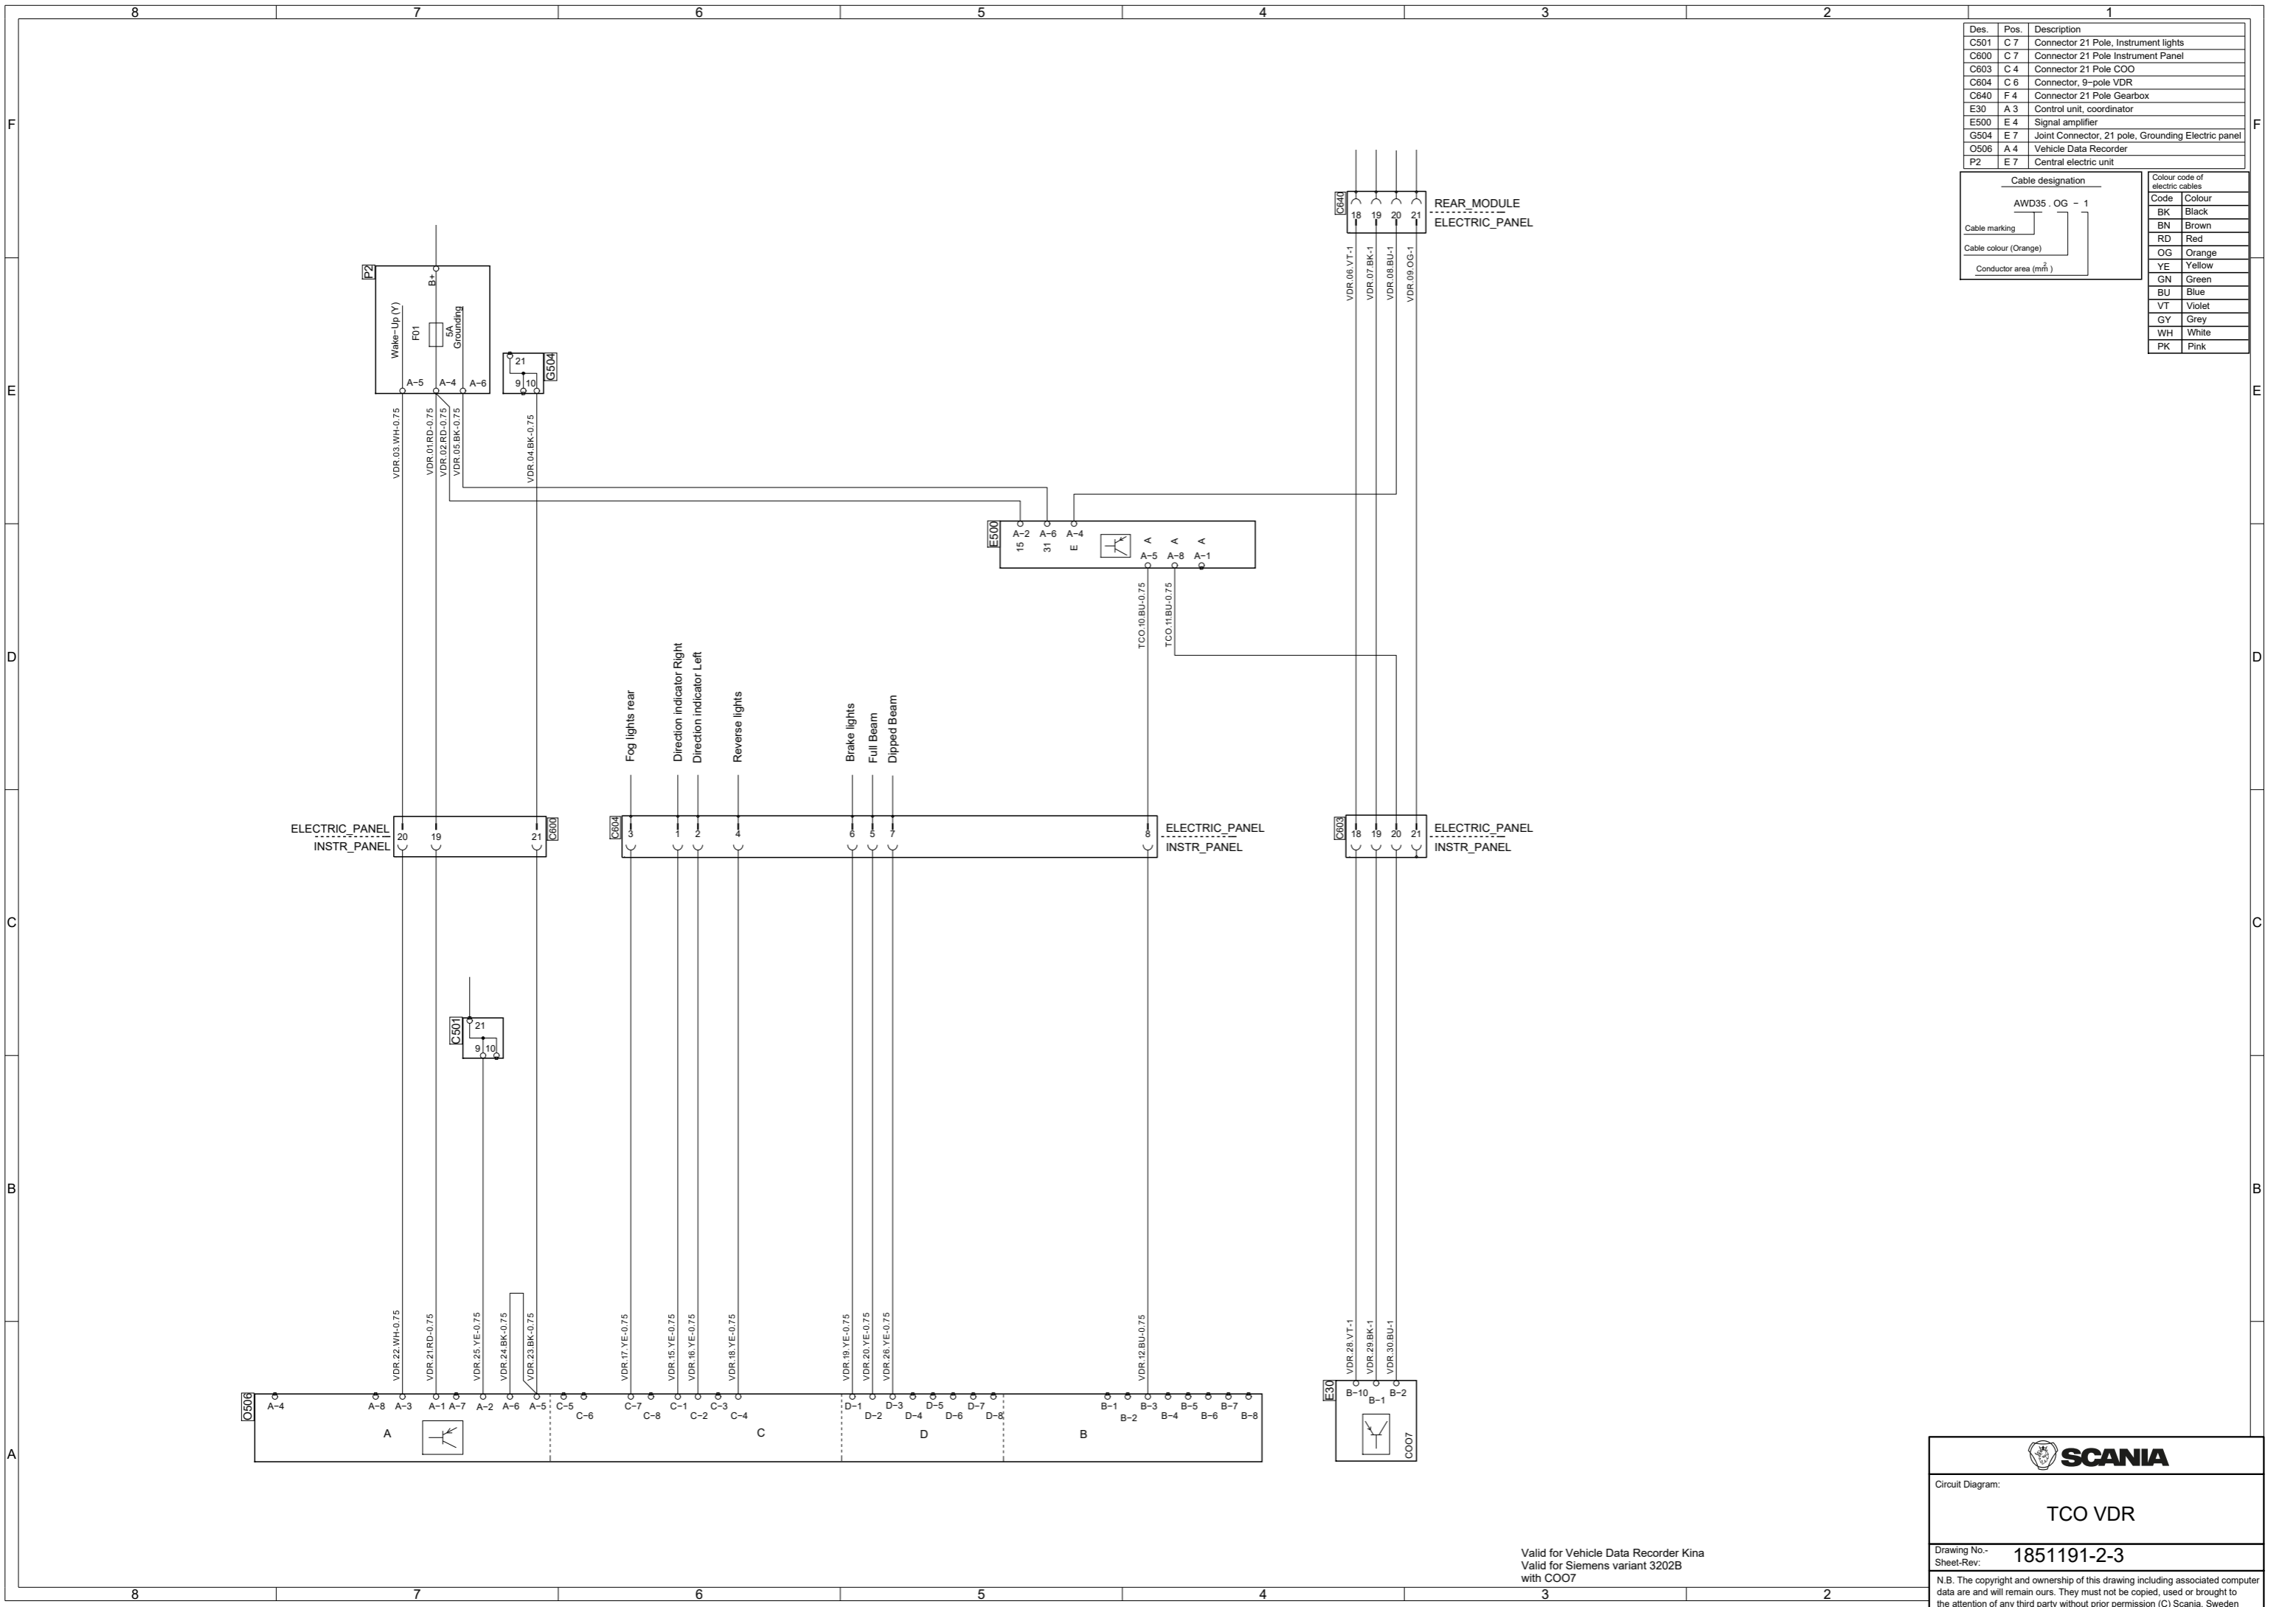 8 7 6 5 4 3 2 1
Des. Pos. Description
C501 C 7 Connector 21 Pole, Instrument lights
C600 C 7 Connector 21 Pole Instrument Panel
C603 C 4 Connector 21 Pole COO
C604 C 6 Connector, 9-pole VDR
C640 F 4 Connector 21 Pole Gearbox
E30 A 3 Control unit, coordinator
E500 E 4 Signal amplifier
G504 E 7 Joint Connector, 21 pole, Grounding Electric panel
O506 A 4 Vehicle Data Recorder
P2 E 7 Central electric unit
F F
Cable designation
AWD35 . OG - 1
Cable marking
Cable colour (Orange)
Conductor area (mm2)
Colour code of
electric cables
Code Colour
BK Black
BN Brown
RD Red
OG Orange
YE Yellow
GN Green
BU Blue
VT Violet
GY Grey
WH White
PK Pink
C640
18 19 20 21
REAR_MODULE
ELECTRIC_PANEL
VDR.06.VT-1
VDR.07.BK-1
VDR.08.BU-1
VDR.09.OG-1
P2
B+
Wake-Up (Y)
F01
5A
Grounding
A-5 A-4 A-6
G504
21
9 10
E E
VDR.03.WH-0.75
VDR.01.RD-0.75
VDR.02.RD-0.75
VDR.05.BK-0.75
VDR.04.BK-0.75
E500
A-2 A-6 A-4
15 31 E
A A A
A-5 A-8 A-1
TCO.10.BU-0.75
TCO.11.BU-0.75
D D
Fog lights rear
Direction indicator Right
Direction indicator Left
Reverse lights
Brake lights
Full Beam
Dipped Beam
ELECTRIC_PANEL
INSTR_PANEL
20 19 21
C600
C604
3 1 2 4 6 5 7 8
ELECTRIC_PANEL
INSTR_PANEL
C603
18 19 20 21
ELECTRIC_PANEL
INSTR_PANEL
C C
C501
21
9 10
B B
VDR.22.WH-0.75
VDR.21.RD-0.75
VDR.25.YE-0.75
VDR.24.BK-0.75
VDR.23.BK-0.75
VDR.17.YE-0.75
VDR.15.YE-0.75
VDR.16.YE-0.75
VDR.18.YE-0.75
VDR.19.YE-0.75
VDR.20.YE-0.75
VDR.26.YE-0.75
VDR.12.BU-0.75
VDR.28.VT-1
VDR.29.BK-1
VDR.30.BU-1
O506
A-4 A-8 A-3 A-1 A-7 A-2 A-6 A-5 C-5 C-6 C-7 C-8 C-1 C-2 C-3 C-4 D-1 D-2 D-3 D-4 D-5 D-6 D-7 D-8 B-1 B-2 B-3 B-4 B-5 B-6 B-7 B-8
A C D B
E30
B-10 B-1 B-2
COO7
A
SCANIA
Circuit Diagram:
TCO VDR
Drawing No.-
Sheet-Rev: 1851191-2-3
N.B. The copyright and ownership of this drawing including associated computer
data are and will remain ours. They must not be copied, used or brought to
the attention of any third party without prior permission (C) Scania, Sweden
Valid for Vehicle Data Recorder Kina
Valid for Siemens variant 3202B
with COO7
8 7 6 5 4 3 2